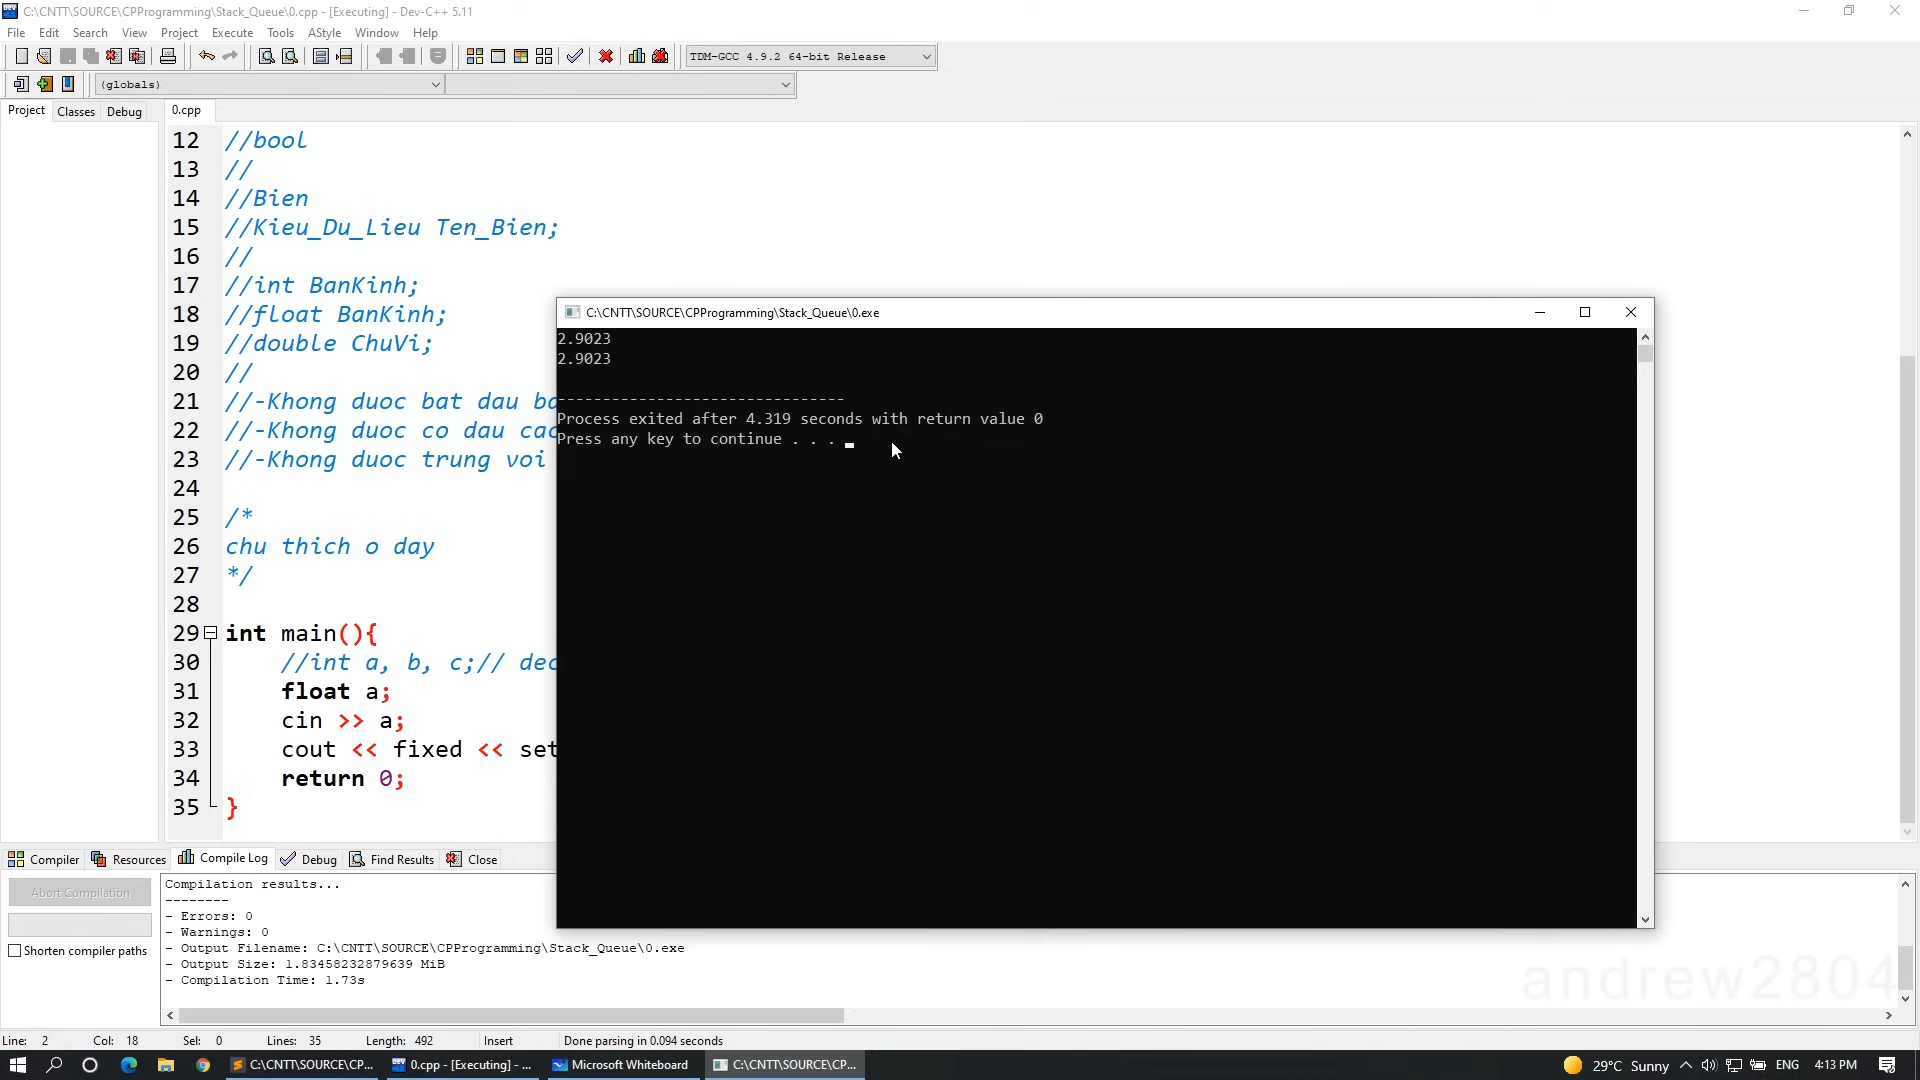 C:\CNTT\SOURCE\CPProgramming\Stack_Queue\0.cpp - [Executing] - Dev-C++ 5.11
File Edit Search View Project Execute Tools AStyle Window Help
TDM-GCC 4.9.2 64-bit Release
(globals)
Project Classes Debug 0.cpp
12 //bool
13 //
14 //Bien
15 //Kieu_Du_Lieu Ten_Bien;
16 //
17 //int BanKinh;
18 //float BanKinh;
19 //double ChuVi;
20 //
21 //-Khong duoc bat dau ba
22 //-Khong duoc co dau cac
23 //-Khong duoc trung voi
24
25 /*
26 chu thich o day
27 */
28
29 int main(){
30 //int a, b, c;// dec
31 float a;
32 cin >> a;
33 cout << fixed << set
34 return 0;
35 }
C:\CNTT\SOURCE\CPProgramming\Stack_Queue\0.exe
2.9023
2.9023
--------------------------------
Process exited after 4.319 seconds with return value 0
Press any key to continue . . .
Compiler Resources Compile Log Debug Find Results Close
Abort Compilation
Shorten compiler paths
Compilation results...
--------
- Errors: 0
- Warnings: 0
- Output Filename: C:\CNTT\SOURCE\CPProgramming\Stack_Queue\0.exe
- Output Size: 1.83458232879639 MiB
- Compilation Time: 1.73s
andrew2804
Line: 2 Col: 18 Sel: 0 Lines: 35 Length: 492 Insert Done parsing in 0.094 seconds
C:\CNTT\SOURCE\CP... 0.cpp - [Executing] - ... Microsoft Whiteboard C:\CNTT\SOURCE\CP... 29°C Sunny ENG 4:13 PM